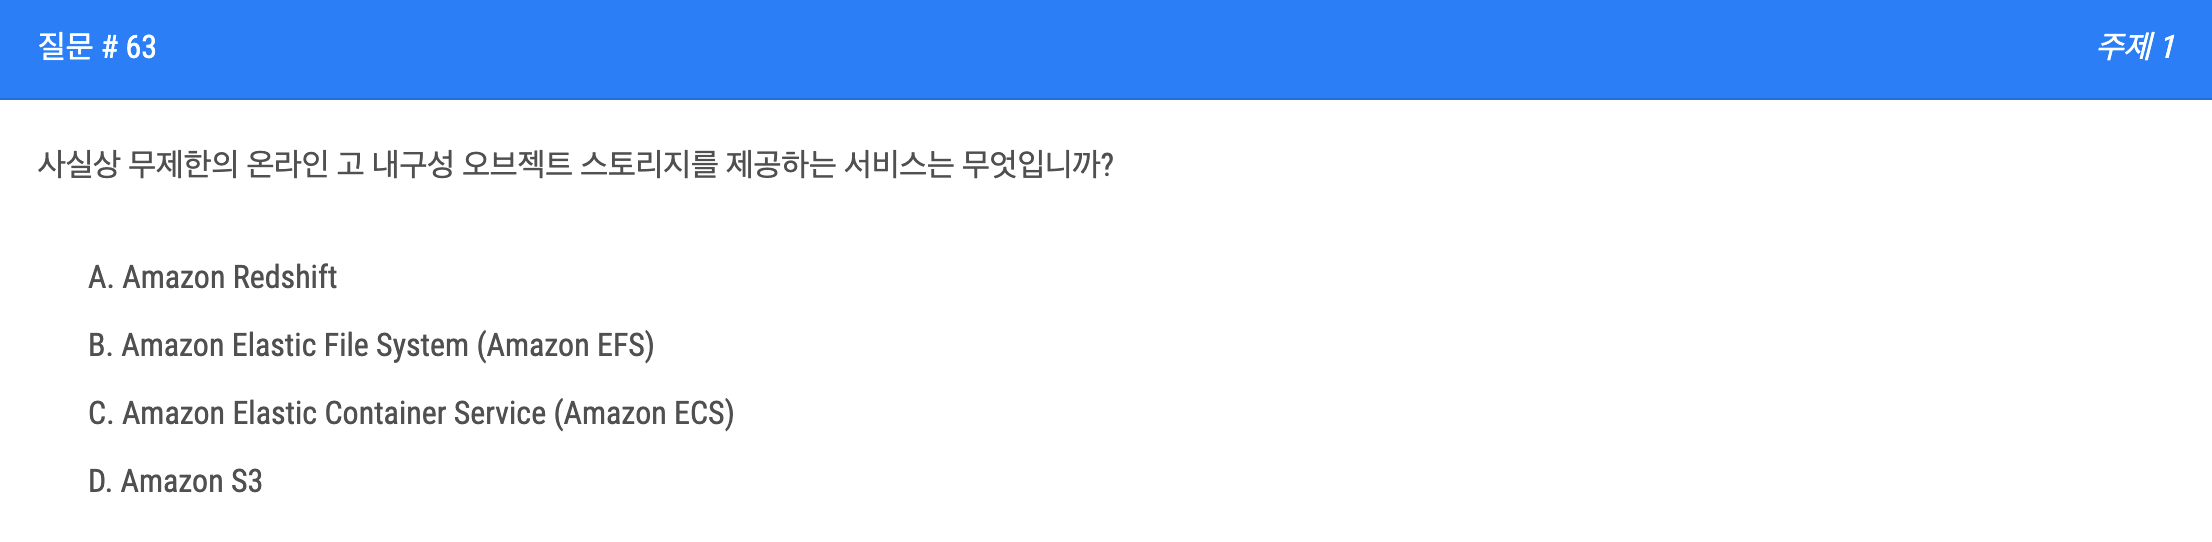 질문 # 63
주제 1
사실상 무제한의 온라인 고 내구성 오브젝트 스토리지를 제공하는 서비스는 무엇입니까?
A. Amazon Redshift
B. Amazon Elastic File System (Amazon EFS)
C. Amazon Elastic Container Service (Amazon ECS)
D. Amazon S3